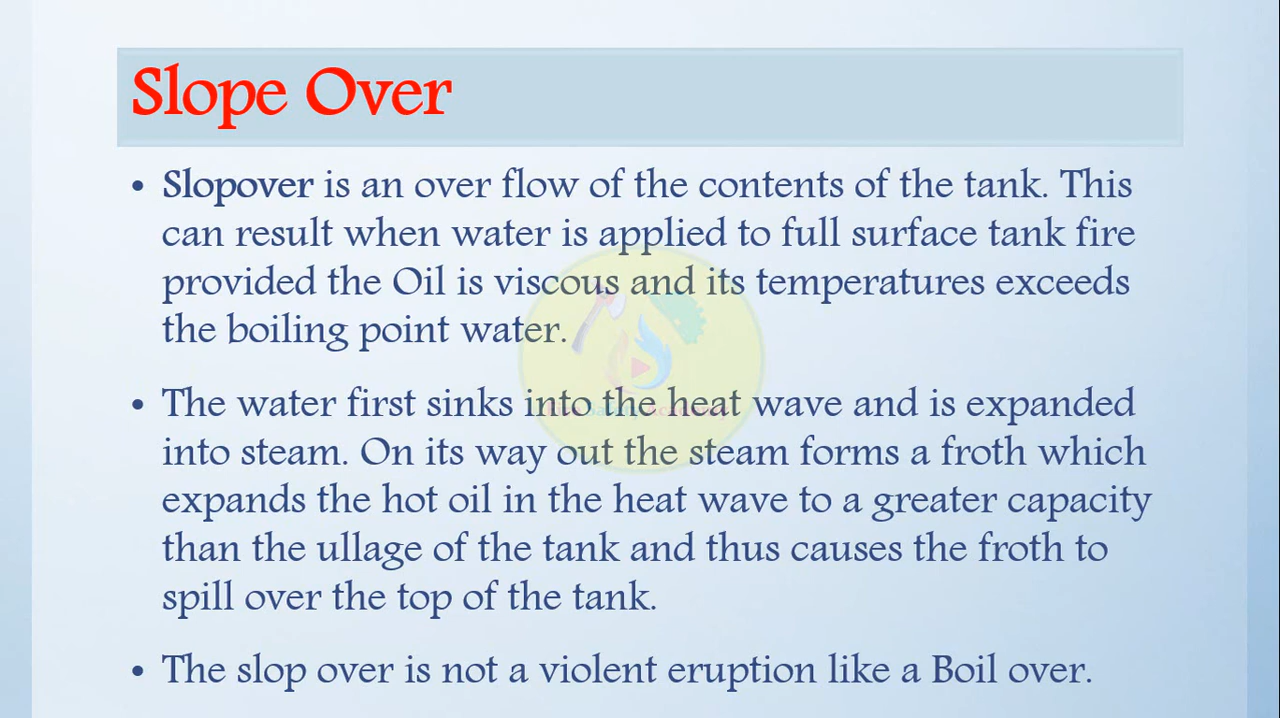 Slope Over
• Slopover is an over flow of the contents of the tank. This
can result when water is applied to full surface tank fire
provided the Oil is viscous and its temperatures exceeds
the boiling point water.
• The water first sinks into the heat wave and is expanded
into steam. On its way out the steam forms a froth which
expands the hot oil in the heat wave to a greater capacity
than the ullage of the tank and thus causes the froth to
spill over the top of the tank.
• The slop over is not a violent eruption like a Boil over.